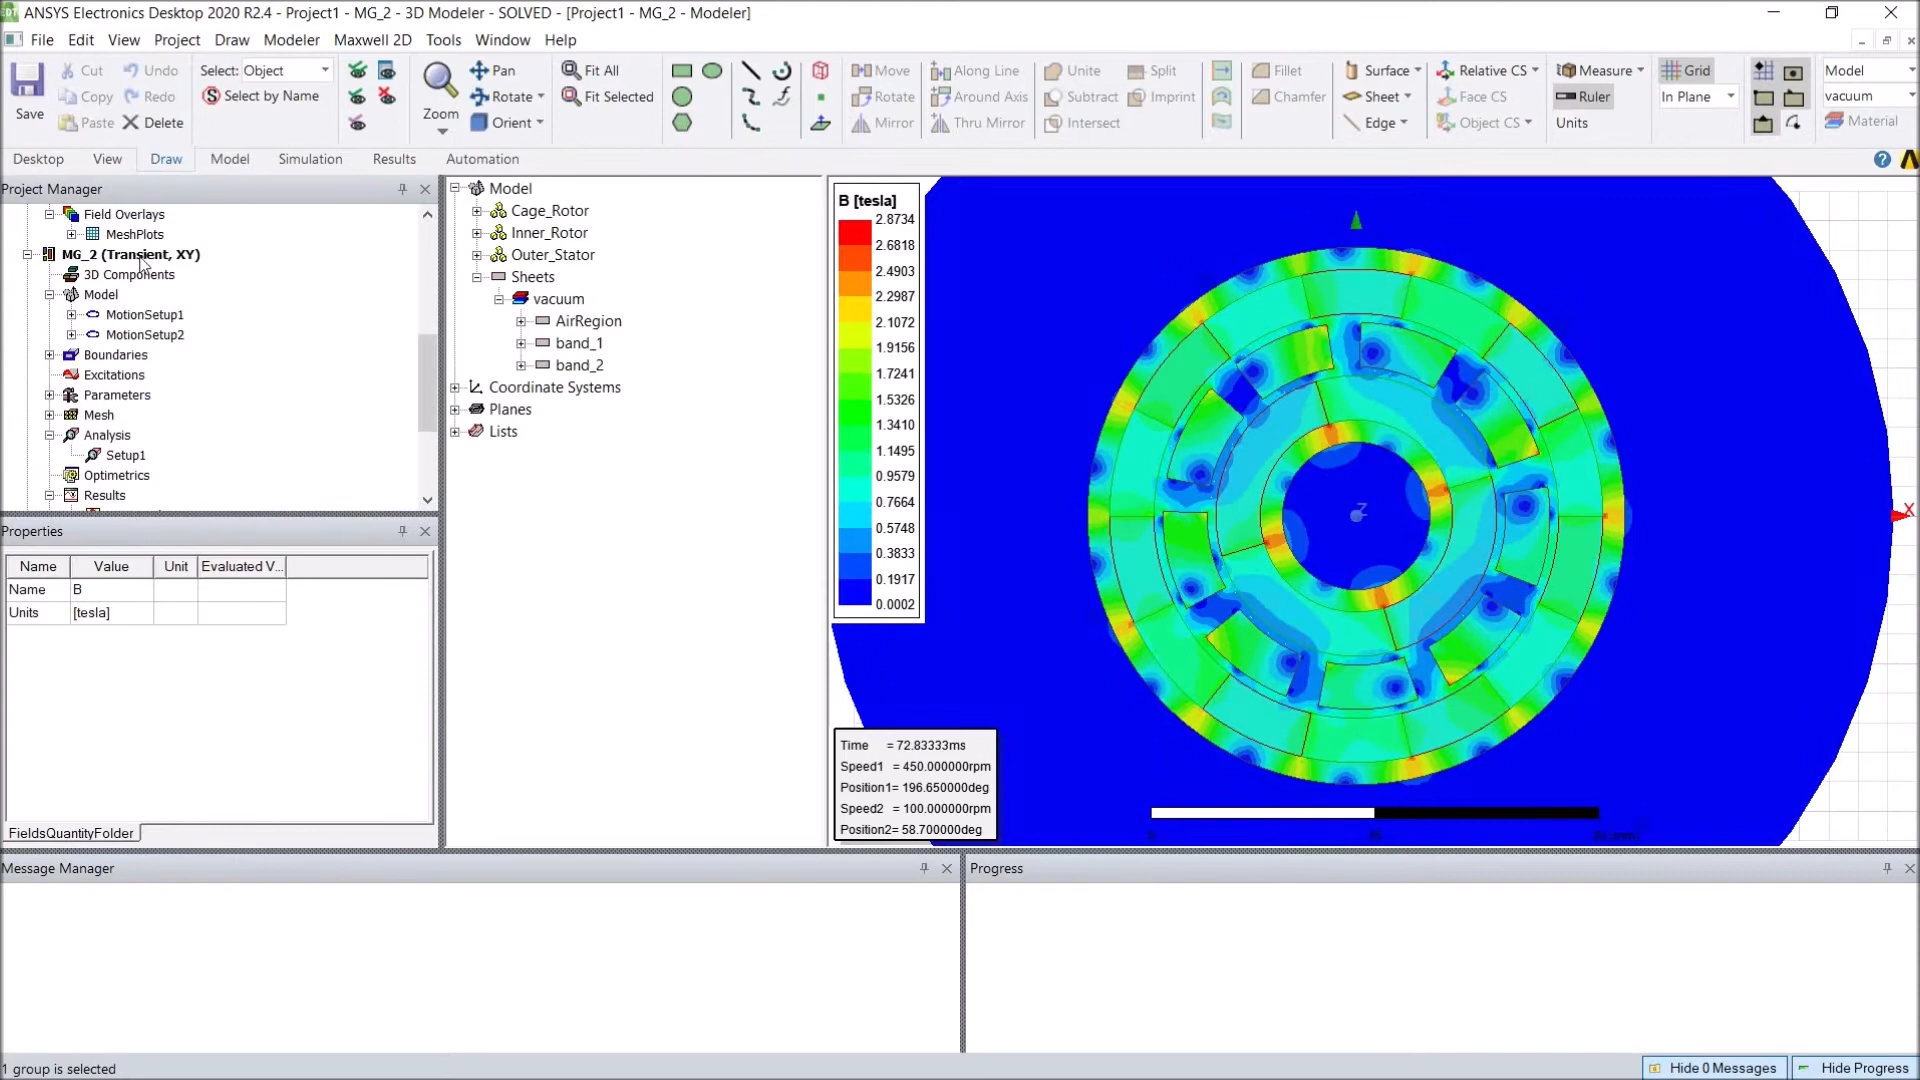 ANSYS Electronics Desktop 2020 R2.4 - Project1 - MG_2 - 3D Modeler - SOLVED - [Project1 - MG_2 - Modeler]
File Edit View Project Draw Modeler Maxwell 2D Tools Window Help
Save
Cut Undo
Copy Redo
Paste Delete
Select: Object
Select by Name
Zoom
Pan
Rotate
Orient
Fit All
Fit Selected
Move
Rotate
Mirror
Along Line
Around Axis
Thru Mirror
Unite Split
Subtract Imprint
Intersect
Fillet
Chamfer
Surface
Sheet
Edge
Relative CS
Face CS
Object CS
Measure
Ruler
Units
Grid
In Plane
Model
vacuum
Material
Desktop View Draw Model Simulation Results Automation
Project Manager
Field Overlays
MeshPlots
MG_2 (Transient, XY)
3D Components
Model
MotionSetup1
MotionSetup2
Boundaries
Excitations
Parameters
Mesh
Analysis
Setup1
Optimetrics
Results
Properties
Name Value Unit Evaluated V...
Name B
Units [tesla]
FieldsQuantityFolder
Model
Cage_Rotor
Inner_Rotor
Outer_Stator
Sheets
vacuum
AirRegion
band_1
band_2
Coordinate Systems
Planes
Lists
B [tesla]
2.8734
2.6818
2.4903
2.2987
2.1072
1.9156
1.7241
1.5326
1.3410
1.1495
0.9579
0.7664
0.5748
0.3833
0.1917
0.0002
Z
X
Time = 72.83333ms
Speed1 = 450.000000rpm
Position1= 196.650000deg
Speed2 = 100.000000rpm
Position2= 58.700000deg
Message Manager
Progress
1 group is selected
Hide 0 Messages
Hide Progress